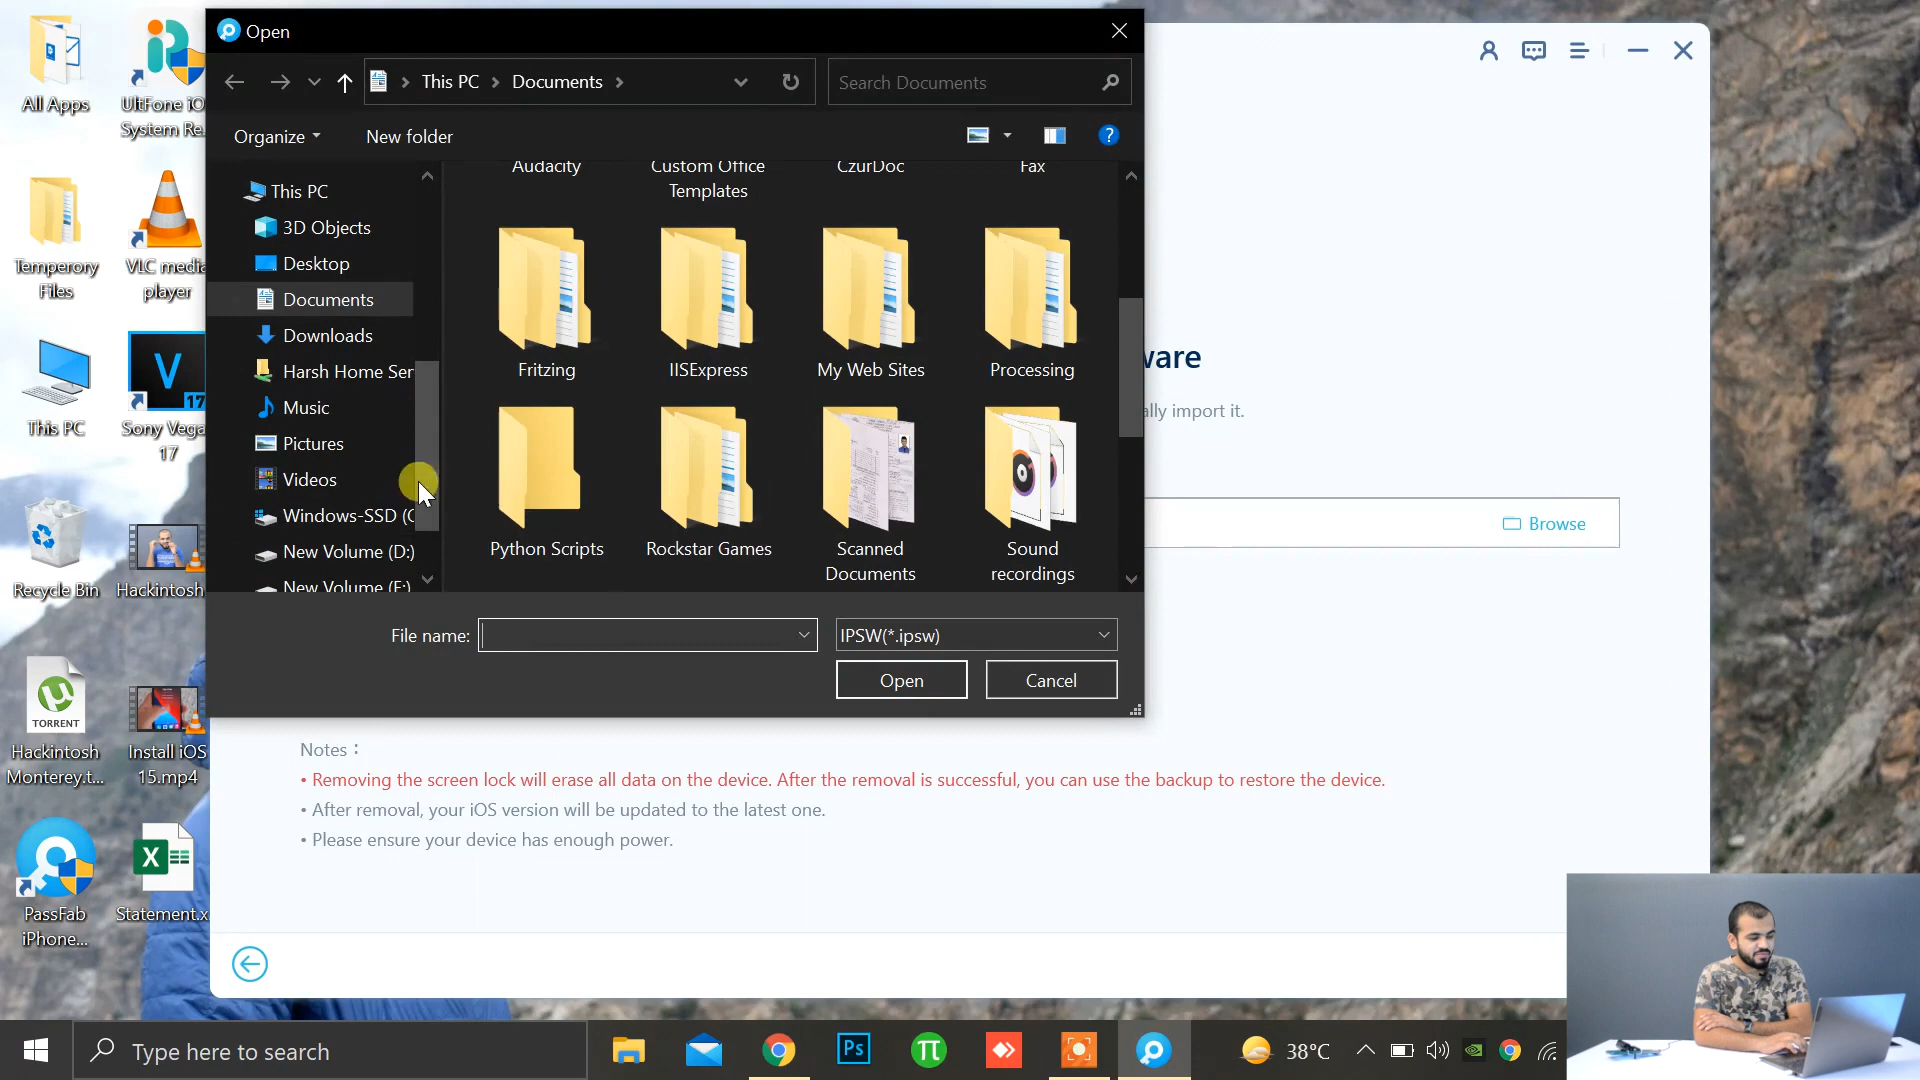 Open
This PC
Documents
Search Documents
Organize
New folder
This PC
3D Objects
Desktop
Documents
Downloads
Harsh Home Ser
Music
Pictures
Videos
Windows-SSD (C
New Volume (D:)
New Volume (F:)
Audacity
Custom Office
Templates
CzurDoc
Fax
Fritzing
IISExpress
My Web Sites
Processing
Python Scripts
Rockstar Games
Scanned
Documents
Sound
recordings
File name:
IPSW(*.ipsw)
Open
Cancel
ware
ally import it.
Browse
Notes :
• Removing the screen lock will erase all data on the device. After the removal is successful, you can use the backup to restore the device.
• After removal, your iOS version will be updated to the latest one.
• Please ensure your device has enough power.
All Apps
UltFone iO
System Re...
Temperory
Files
VLC media
player
This PC
V
17
Sony Vega
17
Recycle Bin
Hackintosh
TORRENT
Hackintosh
Monterey.t...
Install iOS
15.mp4
PassFab
iPhone...
X
Statement.x
Type here to search
Ps
38°C